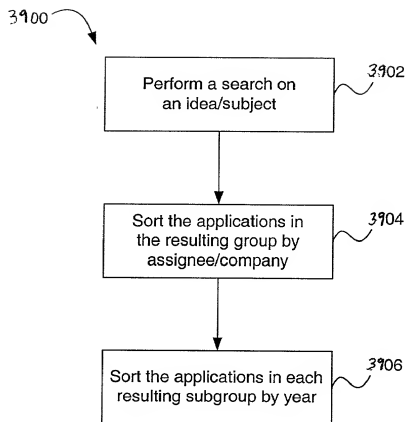 3900
Perform a search on
an idea/subject
3902
Sort the applications in
the resulting group by
assignee/company
3904
Sort the applications in each
resulting subgroup by year
3906